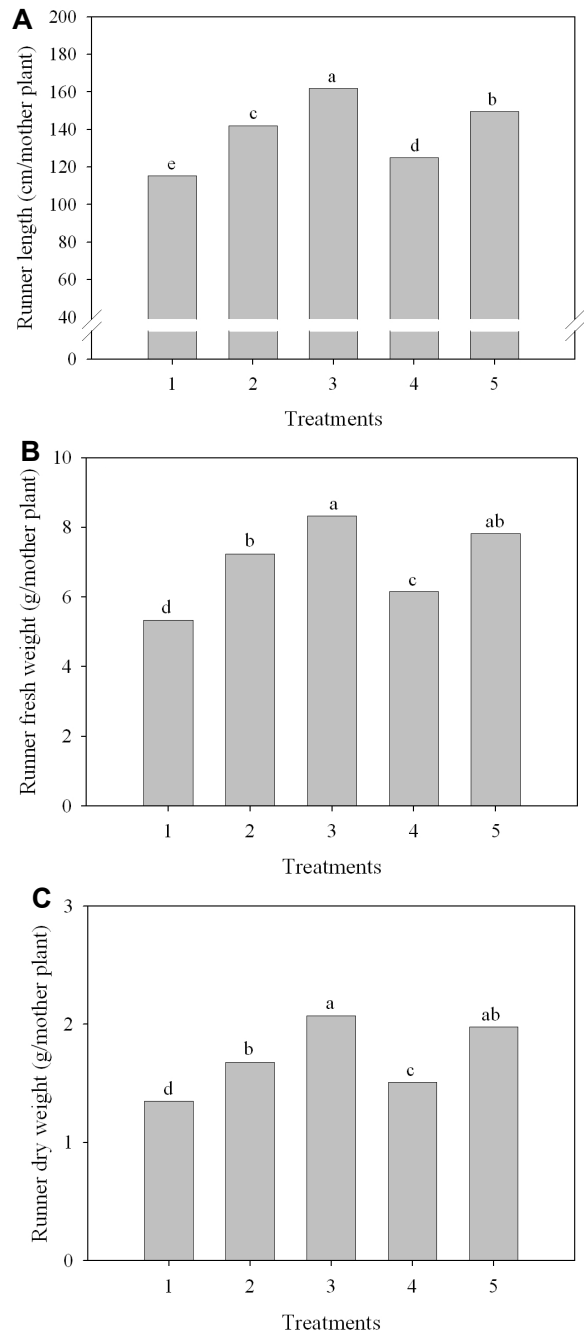 A
200
180
160
140
120
100
80
60
40
0
Runner length (cm/mother plant)
e
c
a
d
b
1 2 3 4 5
Treatments
B
10
8
6
4
2
0
Runner fresh weight (g/mother plant)
d
b
a
c
ab
1 2 3 4 5
Treatments
C
3
2
1
0
Runner dry weight (g/mother plant)
d
b
a
c
ab
1 2 3 4 5
Treatments